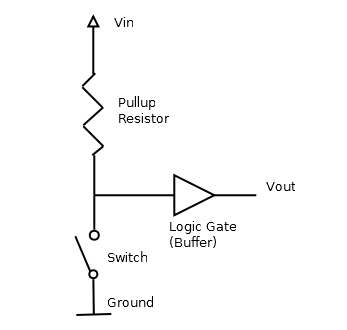 Vin
Pullup
Resistor
Vout
Logic Gate
(Buffer)
Switch
Ground